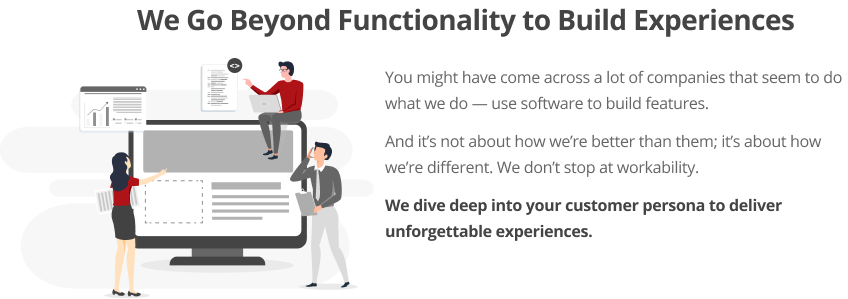 We Go Beyond Functionality to Build Experiences
<>
You might have come across a lot of companies that seem to do
what we do — use software to build features.
And it’s not about how we’re better than them; it’s about how
we’re different. We don’t stop at workability.
We dive deep into your customer persona to deliver
unforgettable experiences.